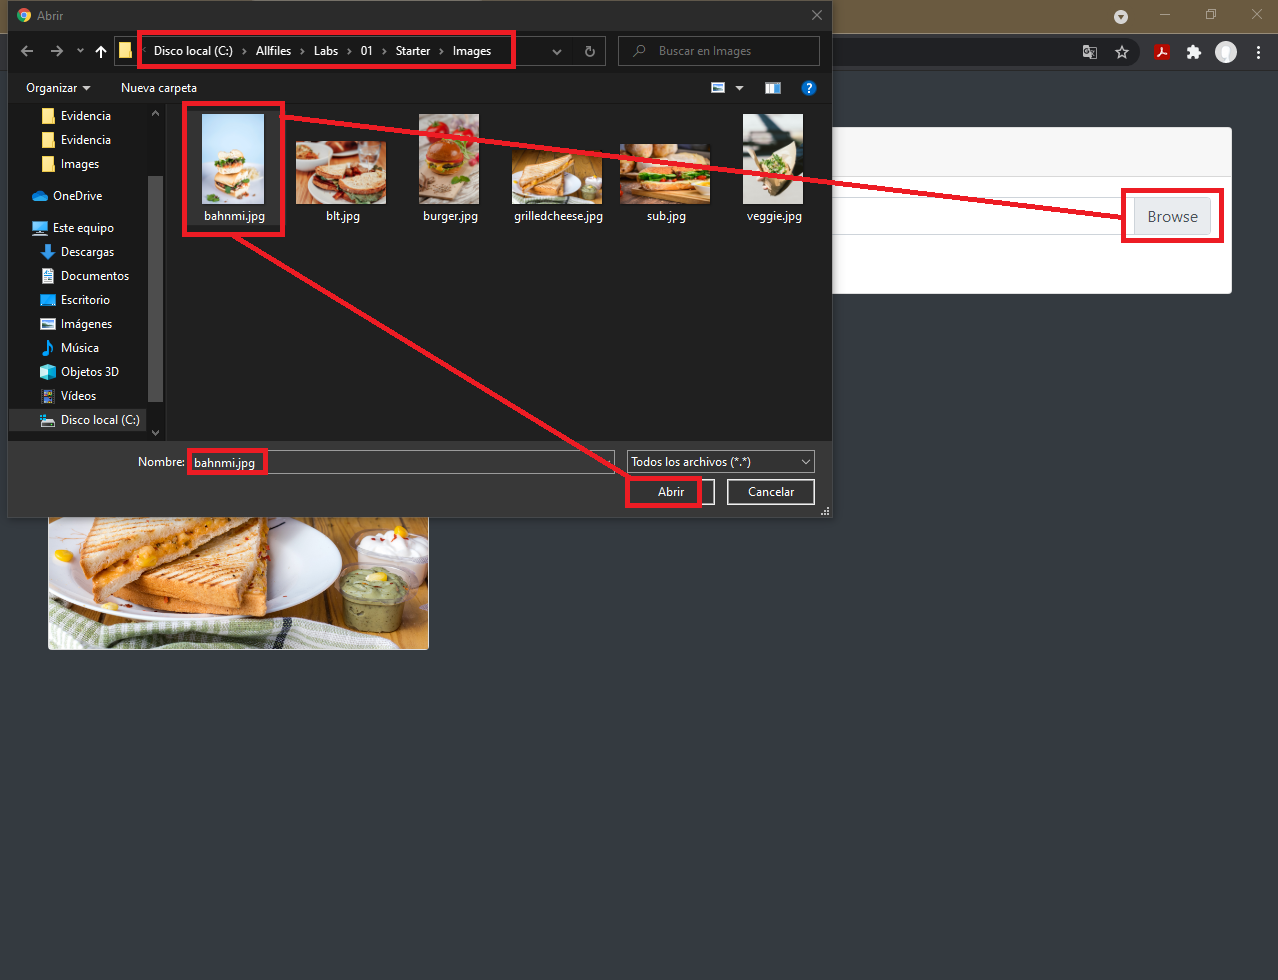 Abrir
Disco local (C:) > Allfiles > Labs > 01 > Starter > Images
Buscar en Images
Organizar
Nueva carpeta
Evidencia
Evidencia
Images
OneDrive
Este equipo
Descargas
Documentos
Escritorio
Imágenes
Música
Objetos 3D
Vídeos
Disco local (C:)
bahnmi.jpg
blt.jpg
burger.jpg
grilledcheese.jpg
sub.jpg
veggie.jpg
Browse
Nombre: bahnmi.jpg
Todos los archivos (*.*)
Abrir
Cancelar